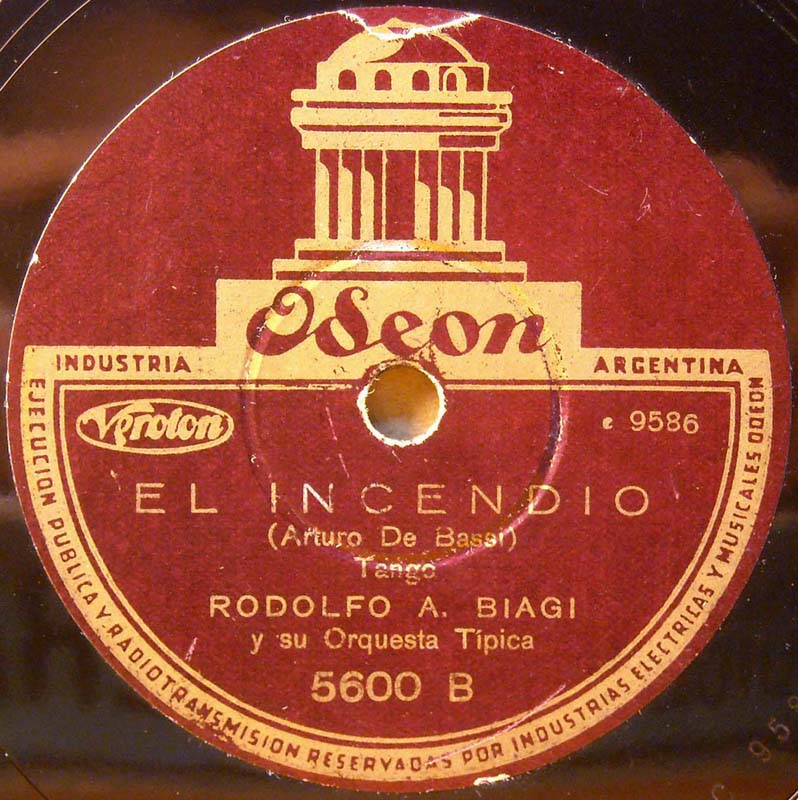 Odeon
INDUSTRIA ARGENTINA
Veroton
e 9586
EL INCENDIO
(Arturo De Bassi)
Tango
RODOLFO A. BIAGI
y su Orquesta Típica
5600 B
EJECUCION PUBLICA Y RADIOTRANSMISION RESERVADAS POR INDUSTRIAS ELECTRICAS Y MUSICALES ODEON